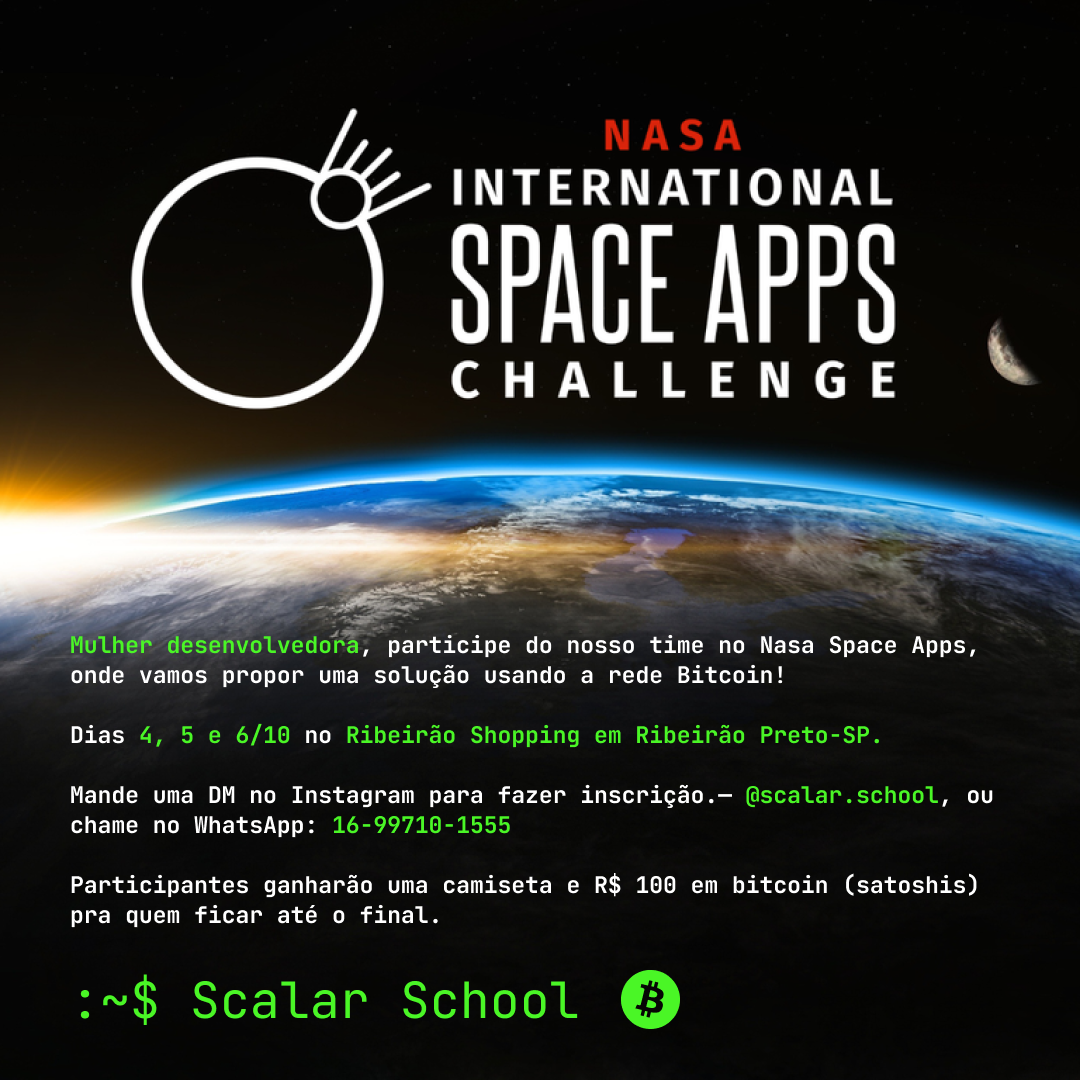 NASA
INTERNATIONAL
SPACE APPS
CHALLENGE
Mulher desenvolvedora, participe do nosso time no Nasa Space Apps,
onde vamos propor uma solução usando a rede Bitcoin!
Dias 4, 5 e 6/10 no Ribeirão Shopping em Ribeirão Preto-SP.
Mande uma DM no Instagram para fazer inscrição.— @scalar.school, ou
chame no WhatsApp: 16-99710-1555
Participantes ganharão uma camiseta e R$ 100 em bitcoin (satoshis)
pra quem ficar até o final.
:~$ Scalar School ₿